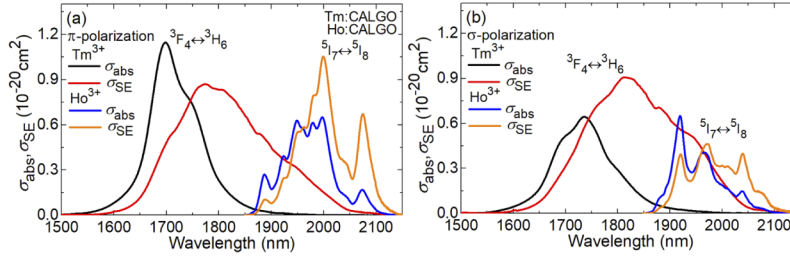 (a)
π-polarization
Tm³⁺
σabs
σSE
Ho³⁺
σabs
σSE
³F₄↔³H₆
Tm:CALGO
Ho:CALGO
⁵I₇↔⁵I₈
σabs,σSE (10⁻²⁰cm²)
1.2
0.9
0.6
0.3
0.0
1500 1600 1700 1800 1900 2000 2100
Wavelength (nm)
(b)
σ-polarization
Tm³⁺
σabs
σSE
Ho³⁺
σabs
σSE
³F₄↔³H₆
⁵I₇↔⁵I₈
σabs,σSE (10⁻²⁰cm²)
1.2
0.9
0.6
0.3
0.0
1500 1600 1700 1800 1900 2000 2100
Wavelength (nm)